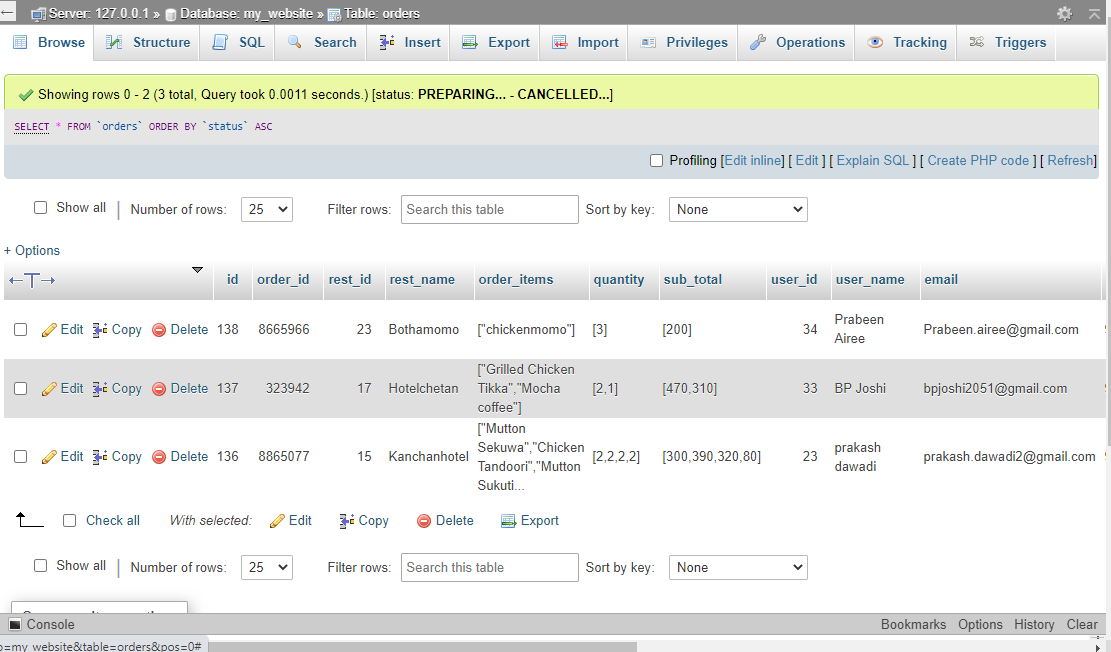 Server: 127.0.0.1 » Database: my_website » Table: orders
Browse Structure SQL Search Insert Export Import Privileges Operations Tracking Triggers
Showing rows 0 - 2 (3 total, Query took 0.0011 seconds.) [status: PREPARING... - CANCELLED...]
SELECT * FROM `orders` ORDER BY `status` ASC
Profiling [Edit inline] [ Edit ] [ Explain SQL ] [ Create PHP code ] [ Refresh]
Show all | Number of rows: 25 Filter rows: Search this table Sort by key: None
+ Options
←T→ id order_id rest_id rest_name order_items quantity sub_total user_id user_name email
Edit Copy Delete 138 8665966 23 Bothamomo ["chickenmomo"] [3] [200] 34 Prabeen Airee Prabeen.airee@gmail.com
Edit Copy Delete 137 323942 17 Hotelchetan ["Grilled Chicken Tikka","Mocha coffee"] [2,1] [470,310] 33 BP Joshi bpjoshi2051@gmail.com
Edit Copy Delete 136 8865077 15 Kanchanhotel ["Mutton Sekuwa","Chicken Tandoori","Mutton Sukuti... [2,2,2,2] [300,390,320,80] 23 prakash dawadi prakash.dawadi2@gmail.com
Check all With selected: Edit Copy Delete Export
Show all | Number of rows: 25 Filter rows: Search this table Sort by key: None
Console Bookmarks Options History Clear
=my_website&table=orders&pos=0#